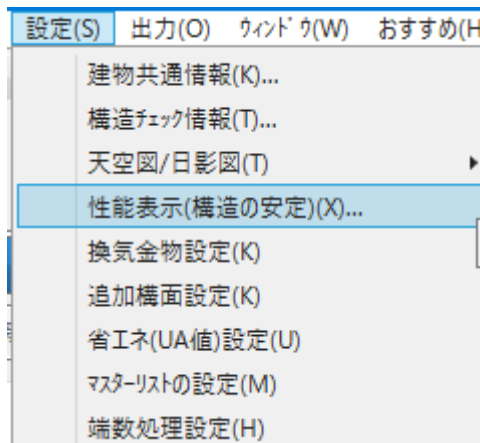 設定(S) 出力(O) ｳｨﾝﾄﾞｳ(W) おすすめ(H
建物共通情報(K)...
構造ﾁｪｯｸ情報(T)...
天空図/日影図(T)
性能表示(構造の安定)(X)...
換気金物設定(K)
追加構面設定(K)
省エネ(UA値)設定(U)
ﾏｽﾀｰﾘｽﾄの設定(M)
端数処理設定(H)